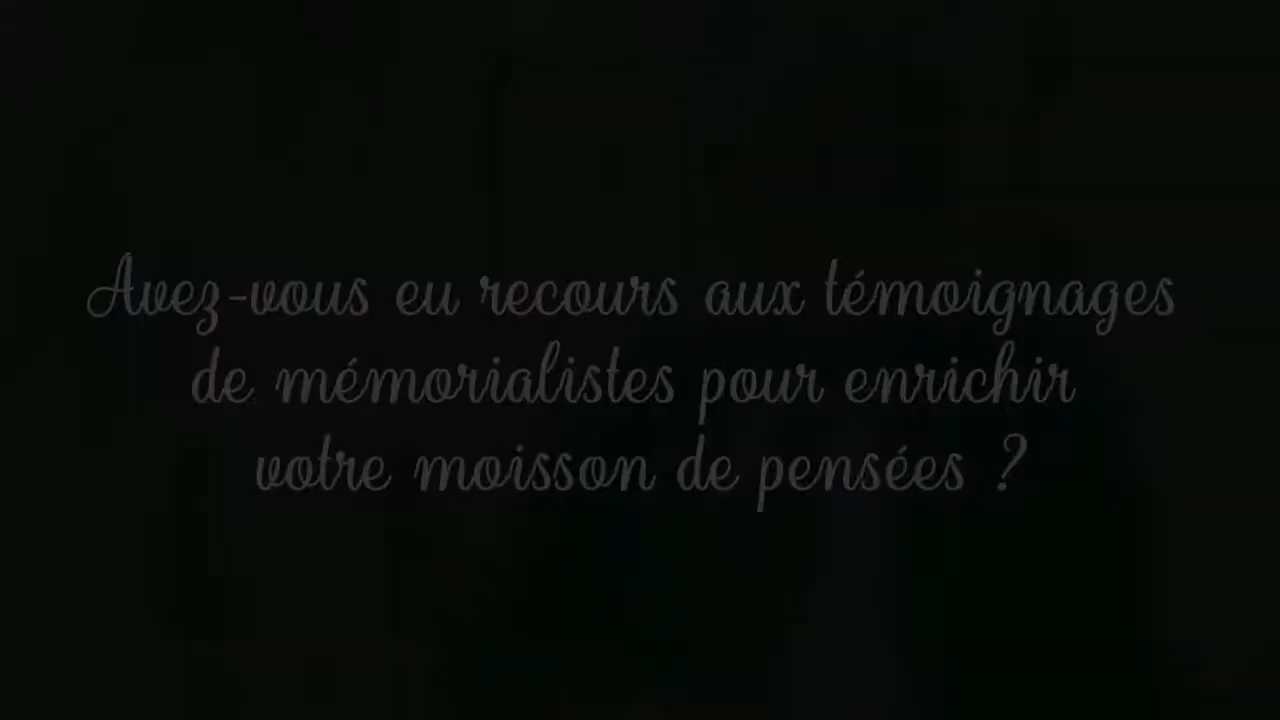 Avez-vous eu recours aux témoignages
de mémorialistes pour enrichir
votre moisson de pensées ?